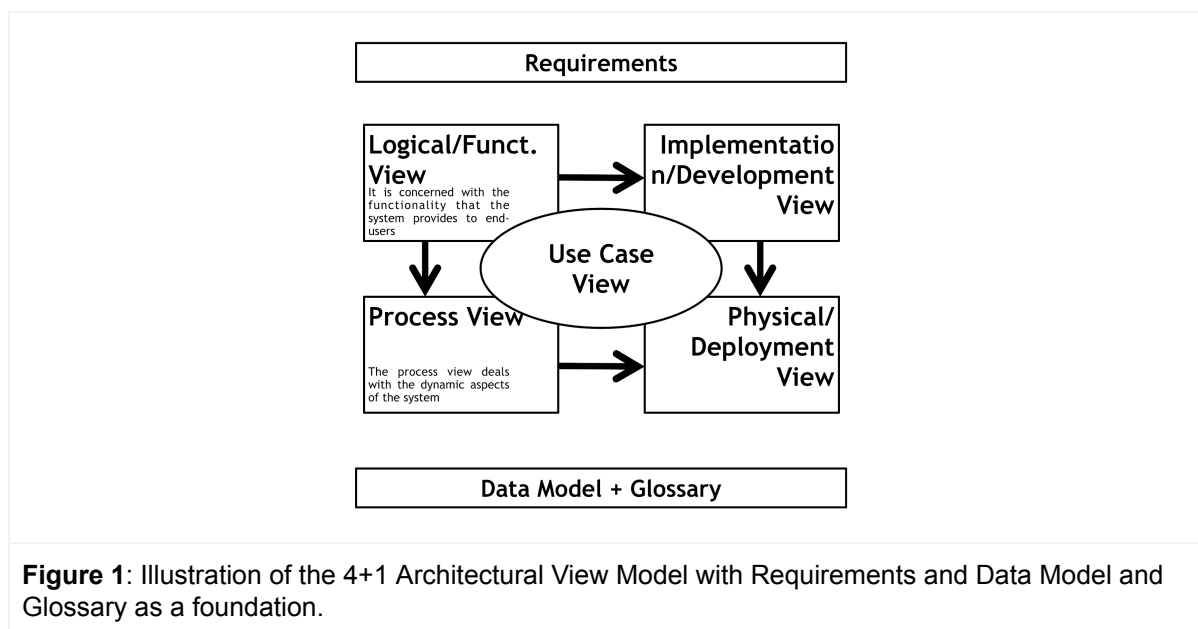 Requirements
Logical/Funct.
View
It is concerned with the
functionality that the
system provides to end-
users
Implementatio
n/Development
View
Use Case
View
Process View
The process view deals
with the dynamic aspects
of the system
Physical/
Deployment
View
Data Model + Glossary
Figure 1: Illustration of the 4+1 Architectural View Model with Requirements and Data Model and
Glossary as a foundation.